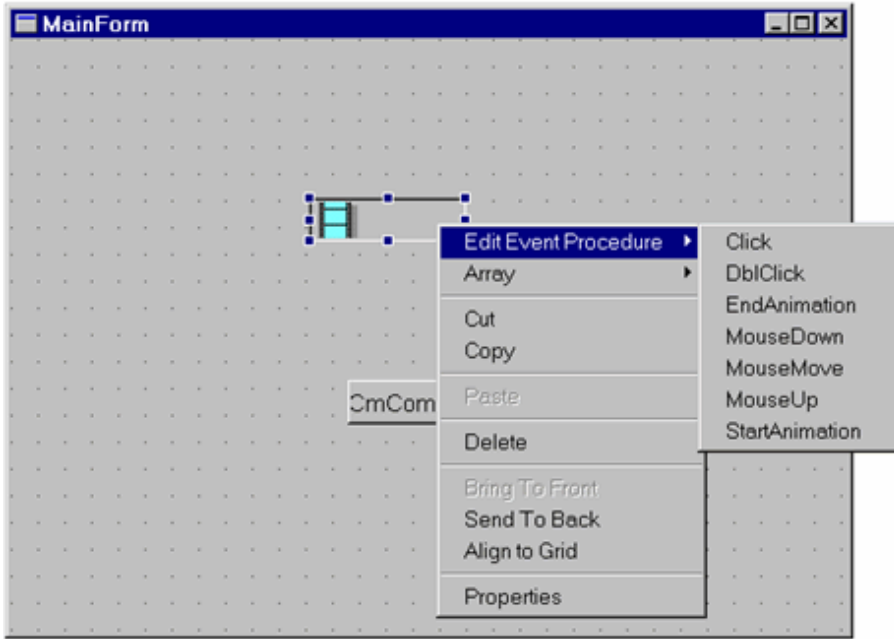 MainForm
Edit Event Procedure
Array
Cut
Copy
Paste
Delete
Bring To Front
Send To Back
Align to Grid
Properties
Click
DblClick
EndAnimation
MouseDown
MouseMove
MouseUp
StartAnimation
CmCom